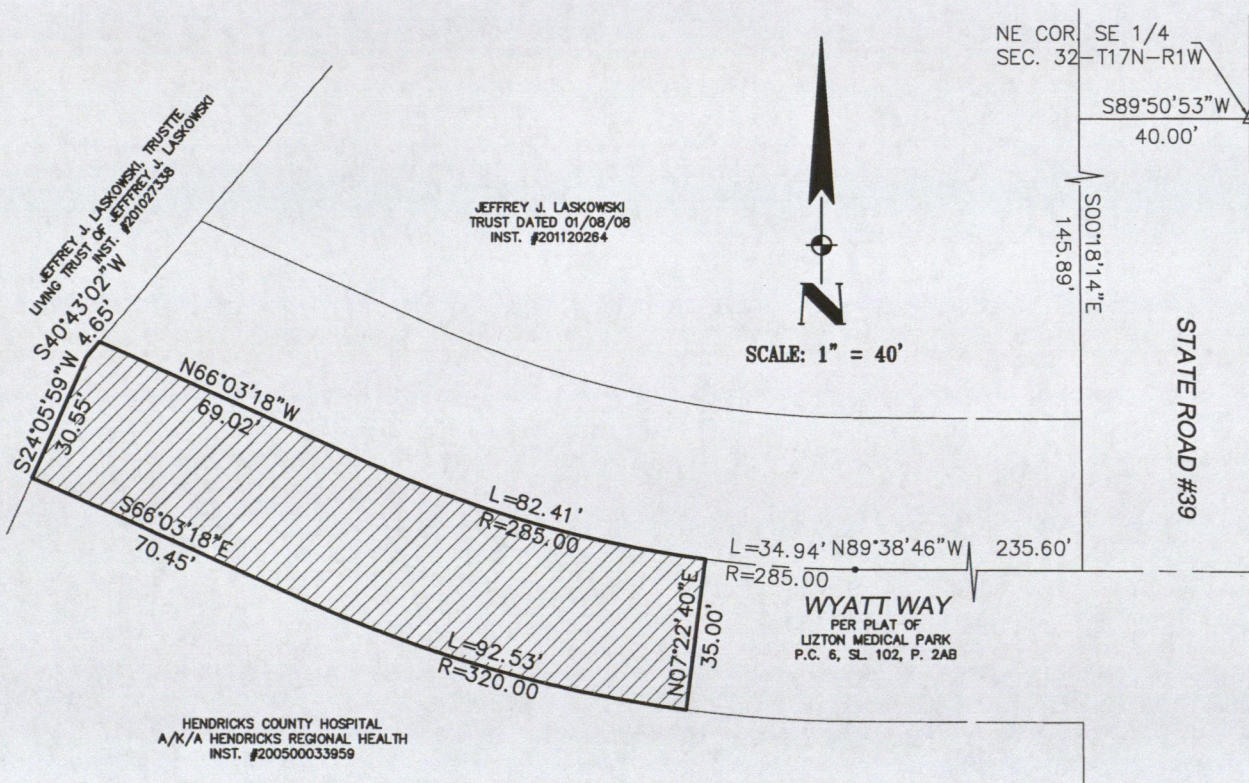 NE COR. SE 1/4
SEC. 32-T17N-R1W
S89°50'53"W
40.00'
S00°18'14"E
145.89'
STATE ROAD #39
JEFFREY J. LASKOWSKI, TRUSTTE
LIVING TRUST OF JEFFFREY J. LASKOWSKI
INST. #201027338
JEFFREY J. LASKOWSKI
TRUST DATED 01/08/08
INST. #201120264
N
SCALE: 1" = 40'
S40°43'02"W
4.65'
S24°05'59"W
30.55'
N66°03'18"W
69.02'
L=82.41'
R=285.00
S66°03'18"E
70.45'
L=92.53'
R=320.00
N07°22'40"E
35.00'
L=34.94' N89°38'46"W 235.60'
R=285.00
WYATT WAY
PER PLAT OF
LIZTON MEDICAL PARK
P.C. 6, SL. 102, P. 2AB
HENDRICKS COUNTY HOSPITAL
A/K/A HENDRICKS REGIONAL HEALTH
INST. #200500033959